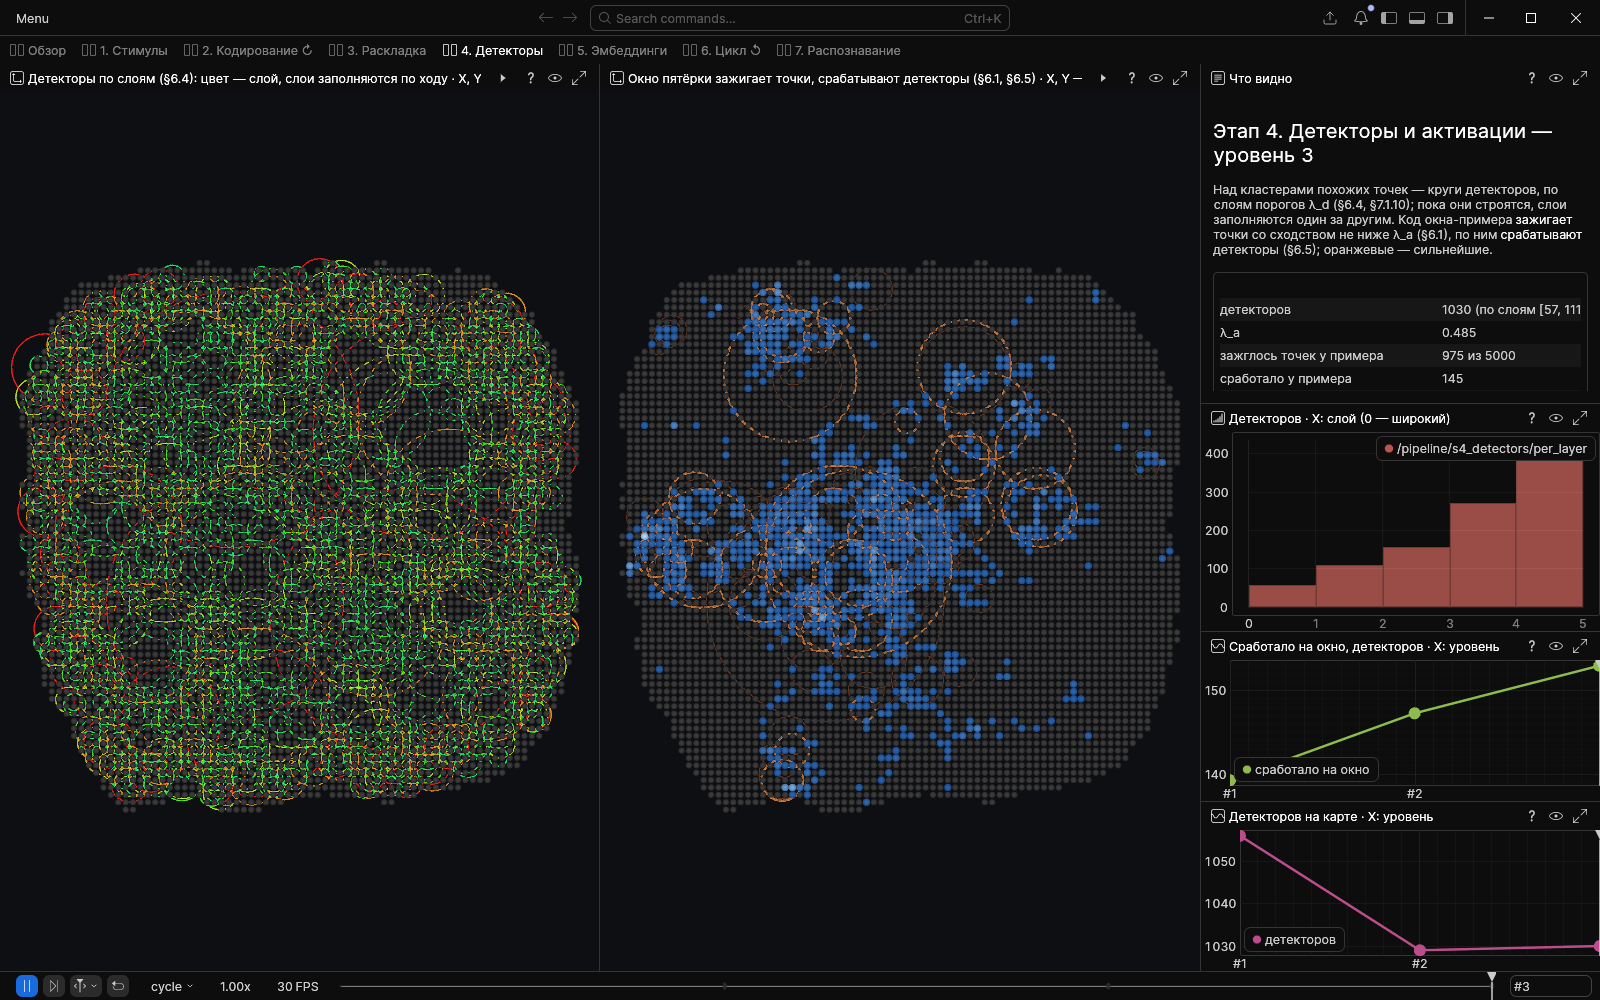 Menu
Search commands...
Ctrl+K
Обзор
1. Стимулы
2. Кодирование
3. Раскладка
4. Детекторы
5. Эмбеддинги
6. Цикл
7. Распознавание
Детекторы по слоям (§6.4): цвет — слой, слои заполняются по ходу · X, Y
Окно пятёрки зажигает точки, срабатывают детекторы (§6.1, §6.5) · X, Y —
Что видно
Этап 4. Детекторы и активации —
уровень 3
Над кластерами похожих точек — круги детекторов, по
слоям порогов λ_d (§6.4, §7.1.10); пока они строятся, слои
заполняются один за другим. Код окна-примера зажигает
точки со сходством не ниже λ_a (§6.1), по ним срабатывают
детекторы (§6.5); оранжевые — сильнейшие.
детекторов 1030 (по слоям [57, 111
λ_a 0.485
зажглось точек у примера 975 из 5000
сработало у примера 145
Детекторов · X: слой (0 — широкий)
/pipeline/s4_detectors/per_layer
400
300
200
100
0
0 1 2 3 4 5
Сработало на окно, детекторов · X: уровень
150
140
сработало на окно
#1 #2
Детекторов на карте · X: уровень
1050
1040
1030
детекторов
#1 #2
cycle
1.00x
30 FPS
#3